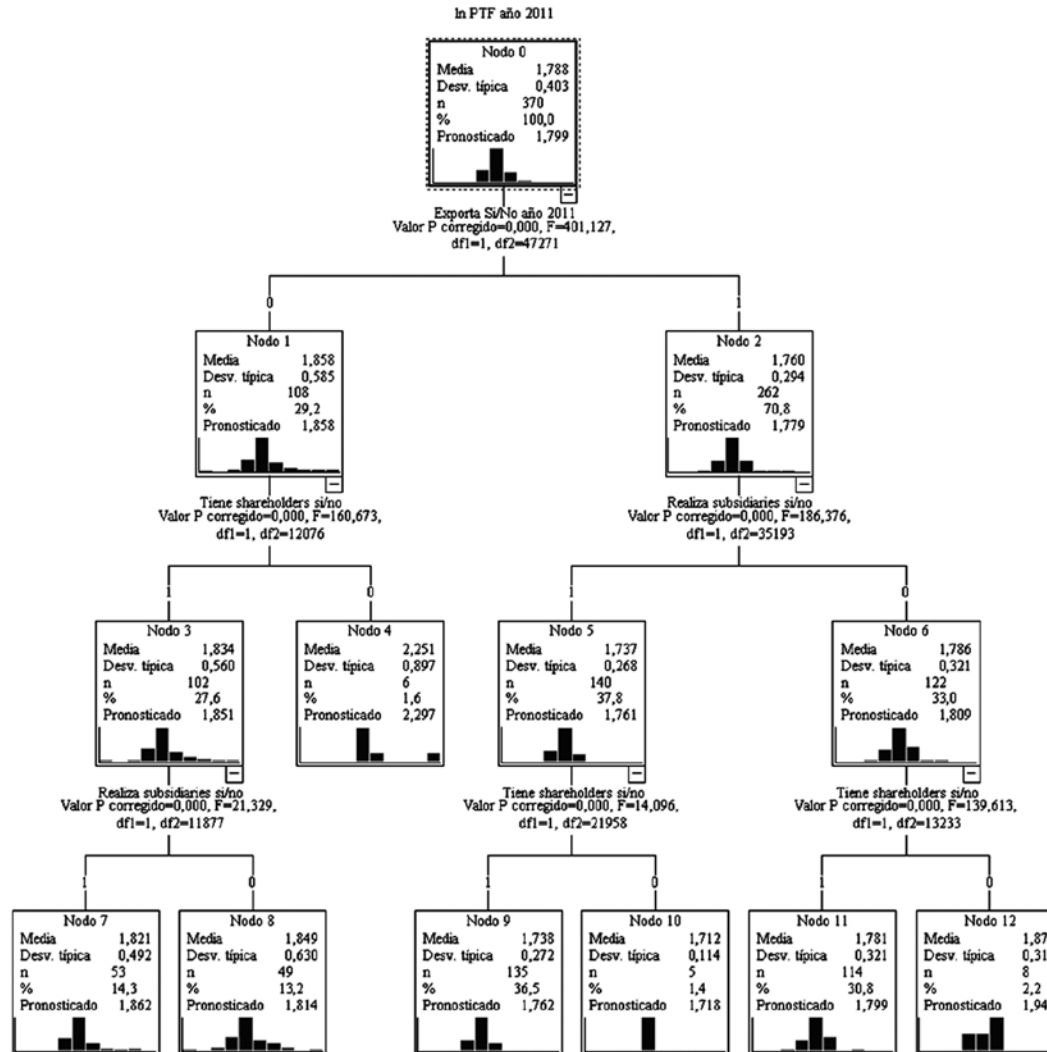 ln PTF año 2011
Nodo 0
Media 1,788
Desv. típica 0,403
n 370
% 100,0
Pronosticado 1,799
Exporta Si/No año 2011
Valor P corregido=0,000, F=401,127,
df1=1, df2=47271
0
1
Nodo 1
Media 1,858
Desv. típica 0,585
n 108
% 29,2
Pronosticado 1,858
Nodo 2
Media 1,760
Desv. típica 0,294
n 262
% 70,8
Pronosticado 1,779
Tiene shareholders si/no
Valor P corregido=0,000, F=160,673,
df1=1, df2=12076
Realiza subsidiaries si/no
Valor P corregido=0,000, F=186,376,
df1=1, df2=35193
1
0
1
0
Nodo 3
Media 1,834
Desv. típica 0,560
n 102
% 27,6
Pronosticado 1,851
Nodo 4
Media 2,251
Desv. típica 0,897
n 6
% 1,6
Pronosticado 2,297
Nodo 5
Media 1,737
Desv. típica 0,268
n 140
% 37,8
Pronosticado 1,761
Nodo 6
Media 1,786
Desv. típica 0,321
n 122
% 33,0
Pronosticado 1,809
Realiza subsidiaries si/no
Valor P corregido=0,000, F=21,329,
df1=1, df2=11877
Tiene shareholders si/no
Valor P corregido=0,000, F=14,096,
df1=1, df2=21958
Tiene shareholders si/no
Valor P corregido=0,000, F=139,613,
df1=1, df2=13233
1
0
1
0
1
0
Nodo 7
Media 1,821
Desv. típica 0,492
n 53
% 14,3
Pronosticado 1,862
Nodo 8
Media 1,849
Desv. típica 0,630
n 49
% 13,2
Pronosticado 1,814
Nodo 9
Media 1,738
Desv. típica 0,272
n 135
% 36,5
Pronosticado 1,762
Nodo 10
Media 1,712
Desv. típica 0,114
n 5
% 1,4
Pronosticado 1,718
Nodo 11
Media 1,781
Desv. típica 0,321
n 114
% 30,8
Pronosticado 1,799
Nodo 12
Media 1,87
Desv. típica 0,31
n 8
% 2,2
Pronosticado 1,94